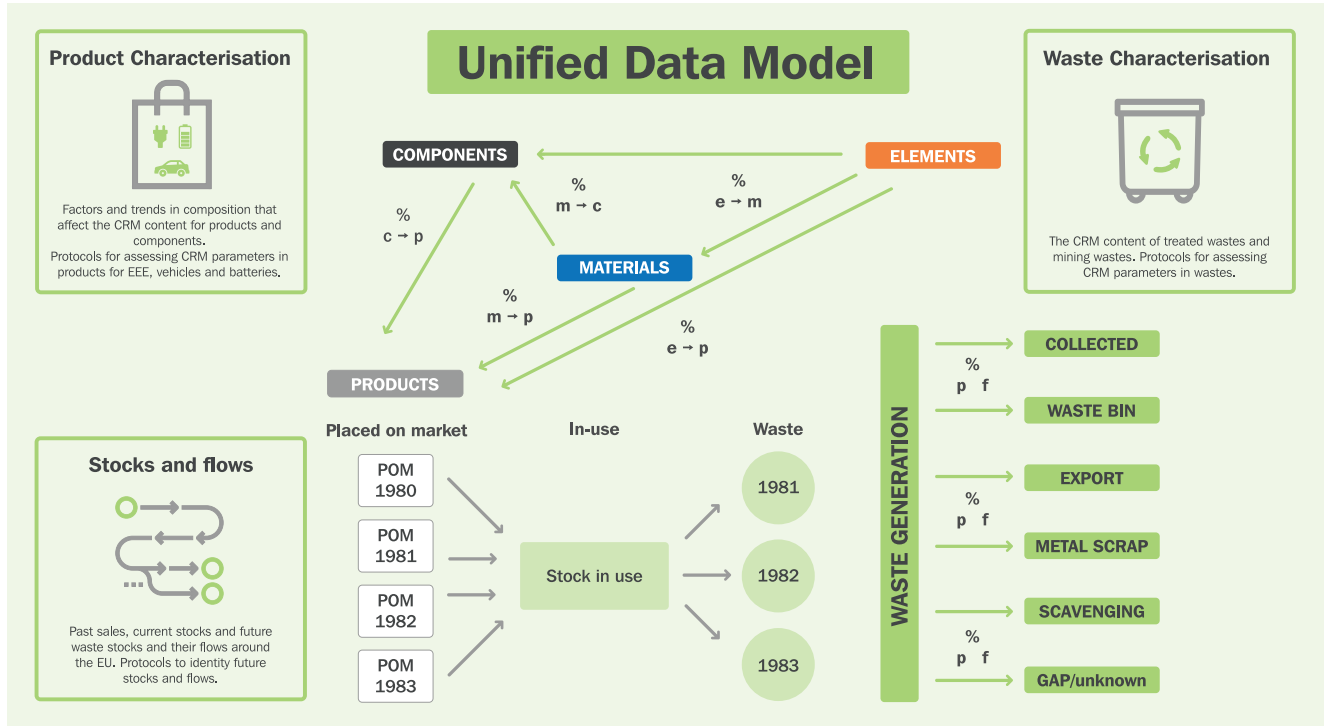 Unified Data Model
Product Characterisation
Factors and trends in composition that
affect the CRM content for products and
components.
Protocols for assessing CRM parameters in
products for EEE, vehicles and batteries.
Waste Characterisation
The CRM content of treated wastes and
mining wastes. Protocols for assessing
CRM parameters in wastes.
COMPONENTS
ELEMENTS
%
m → c
%
e → m
%
c → p
MATERIALS
%
m → p
%
e → p
PRODUCTS
Stocks and flows
Past sales, current stocks and future
waste stocks and their flows around
the EU. Protocols to identity future
stocks and flows.
Placed on market
In-use
Waste
POM
1980
POM
1981
POM
1982
POM
1983
Stock in use
1981
1982
1983
WASTE GENERATION
COLLECTED
%
p f
WASTE BIN
EXPORT
%
p f
METAL SCRAP
SCAVENGING
%
p f
GAP/unknown